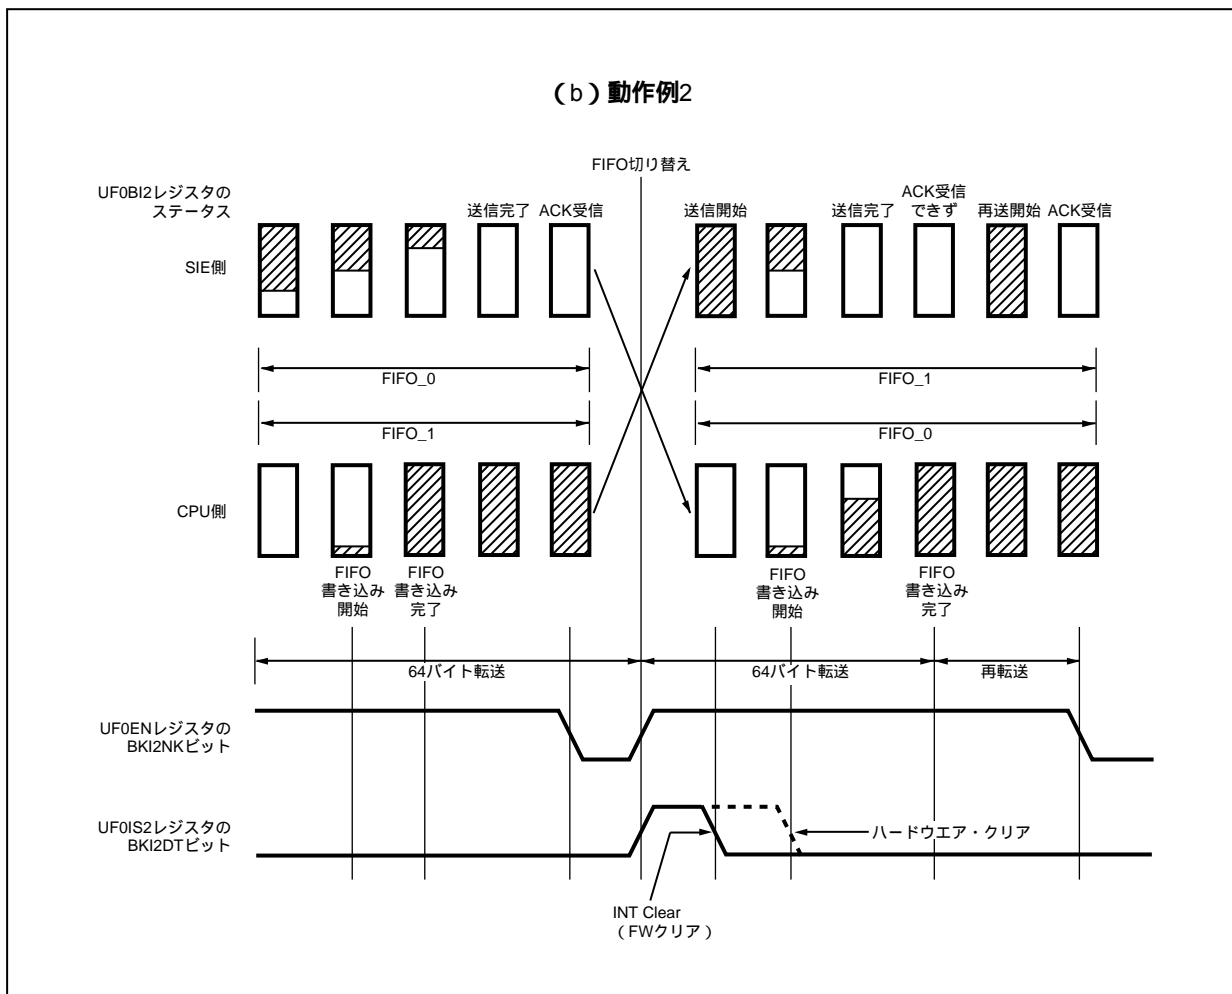 (b)動作例2
FIFO切り替え
UF0BI2レジスタの
ステータス
送信完了
ACK受信
送信開始
送信完了
ACK受信
できず
再送開始
ACK受信
SIE側
FIFO_0
FIFO_1
FIFO_1
FIFO_0
CPU側
FIFO
書き込み
開始
FIFO
書き込み
完了
FIFO
書き込み
開始
FIFO
書き込み
完了
64バイト転送
64バイト転送
再転送
UF0ENレジスタの
BKI2NKビット
UF0IS2レジスタの
BKI2DTビット
ハードウエア・クリア
INT Clear
(FWクリア)